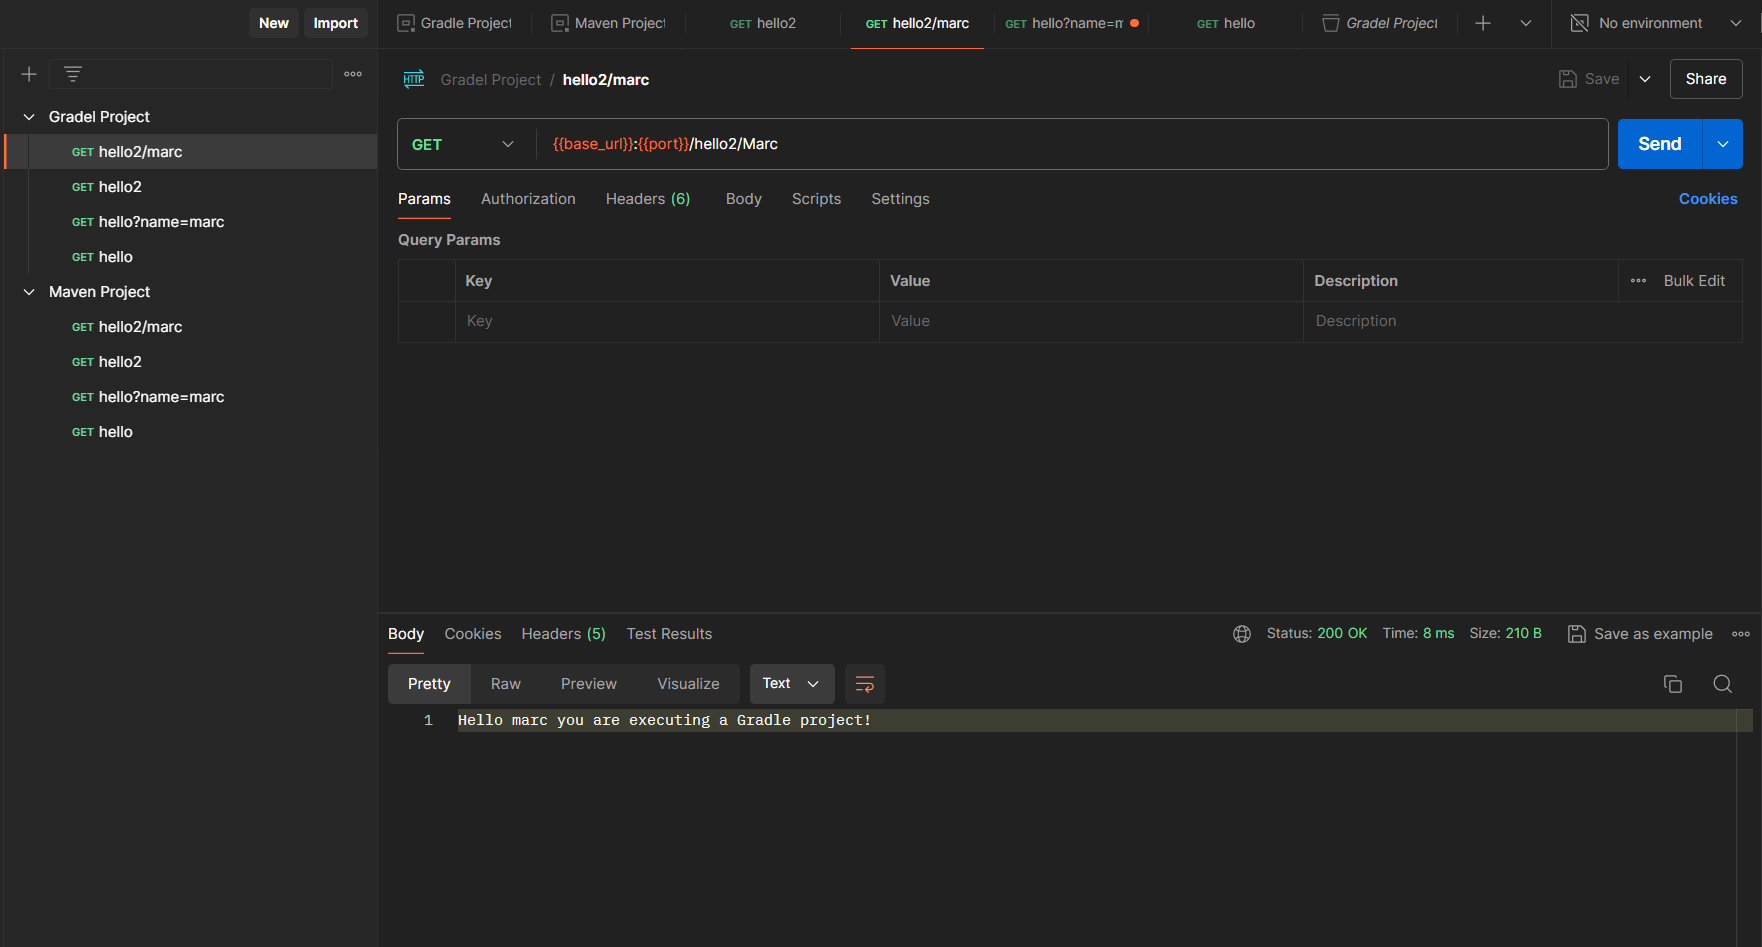 New Import
Gradle Project Maven Project GET hello2 GET hello2/marc GET hello?name=m GET hello Gradel Project No environment
HTTP Gradel Project / hello2/marc Save Share
Gradel Project
GET hello2/marc
GET hello2
GET hello?name=marc
GET hello
Maven Project
GET hello2/marc
GET hello2
GET hello?name=marc
GET hello
GET {{base_url}}:{{port}}/hello2/Marc Send
Params Authorization Headers (6) Body Scripts Settings Cookies
Query Params
Key Value Description Bulk Edit
Key Value Description
Body Cookies Headers (5) Test Results Status: 200 OK Time: 8 ms Size: 210 B Save as example
Pretty Raw Preview Visualize Text
1 Hello marc you are executing a Gradle project!